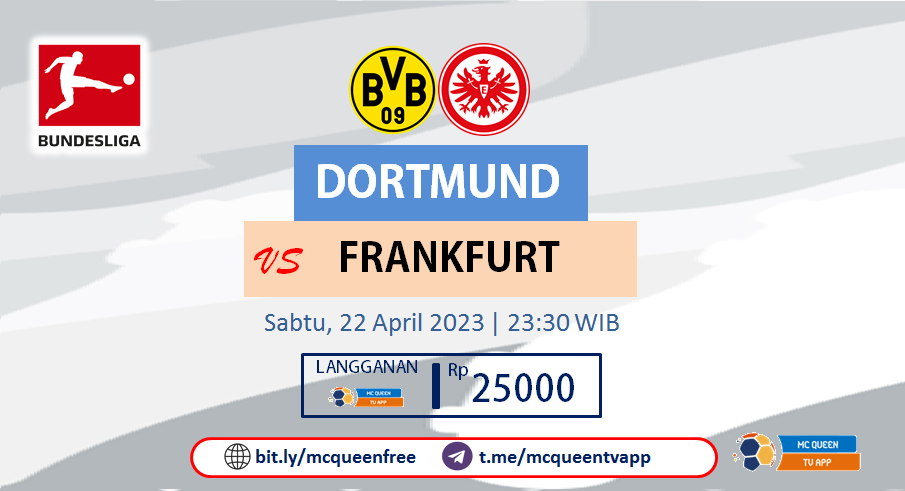 BUNDESLIGA
BVB
09
E
DORTMUND
VS FRANKFURT
Sabtu, 22 April 2023 | 23:30 WIB
LANGGANAN
MC QUEEN
TV APP
Rp 25000
bit.ly/mcqueenfree t.me/mcqueentvapp
MC QUEEN
TV APP